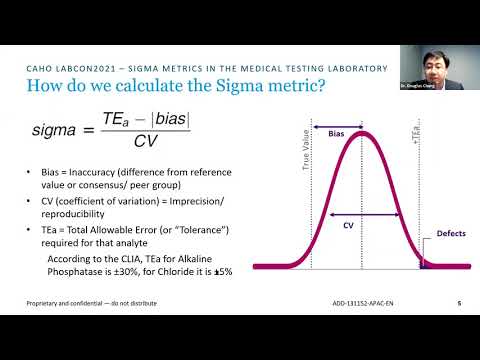 CAHO LABCON2021 – SIGMA METRICS IN THE MEDICAL TESTING LABORATORY
How do we calculate the Sigma metric?
Dr. Douglas Chung
sigma = TEa − |bias| / CV
• Bias = Inaccuracy (difference from reference
value or consensus/ peer group)
• CV (coefficient of variation) = Imprecision/
reproducibility
• TEa = Total Allowable Error (or “Tolerance”)
required for that analyte
According to the CLIA, TEa for Alkaline
Phosphatase is ±30%, for Chloride it is ±5%
True Value
Bias
+TEa
CV
Defects
Proprietary and confidential — do not distribute
ADD-131152-APAC-EN
5